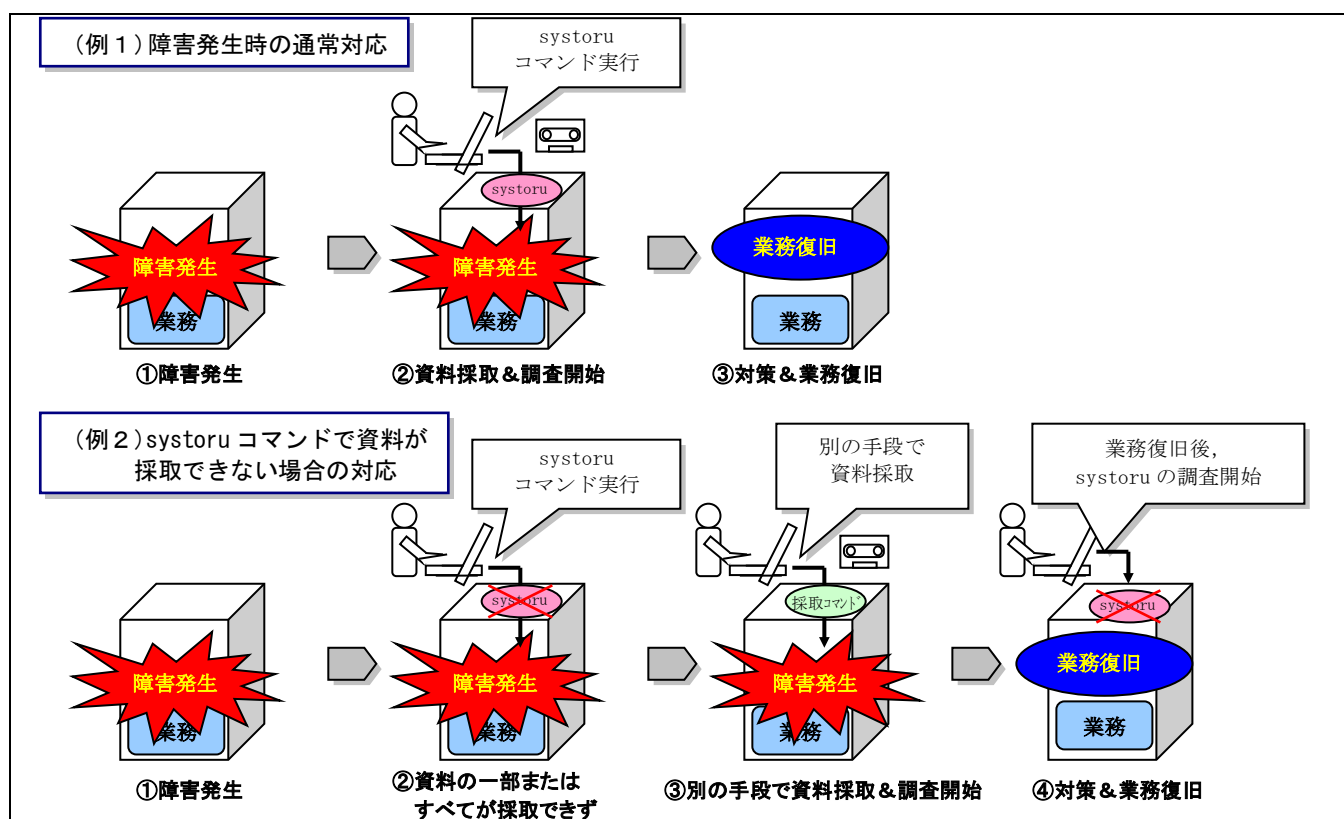 （例１）障害発生時の通常対応
systoru
コマンド実行
systoru
障害発生
業務
障害発生
業務
業務復旧
業務
①障害発生
②資料採取＆調査開始
③対策＆業務復旧
（例２）systoru コマンドで資料が
採取できない場合の対応
systoru
コマンド実行
別の手段で
資料採取
業務復旧後，
systoru の調査開始
systoru
採取コマンド
systoru
障害発生
業務
障害発生
業務
障害発生
業務
業務復旧
業務
①障害発生
②資料の一部または
すべてが採取できず
③別の手段で資料採取＆調査開始
④対策＆業務復旧